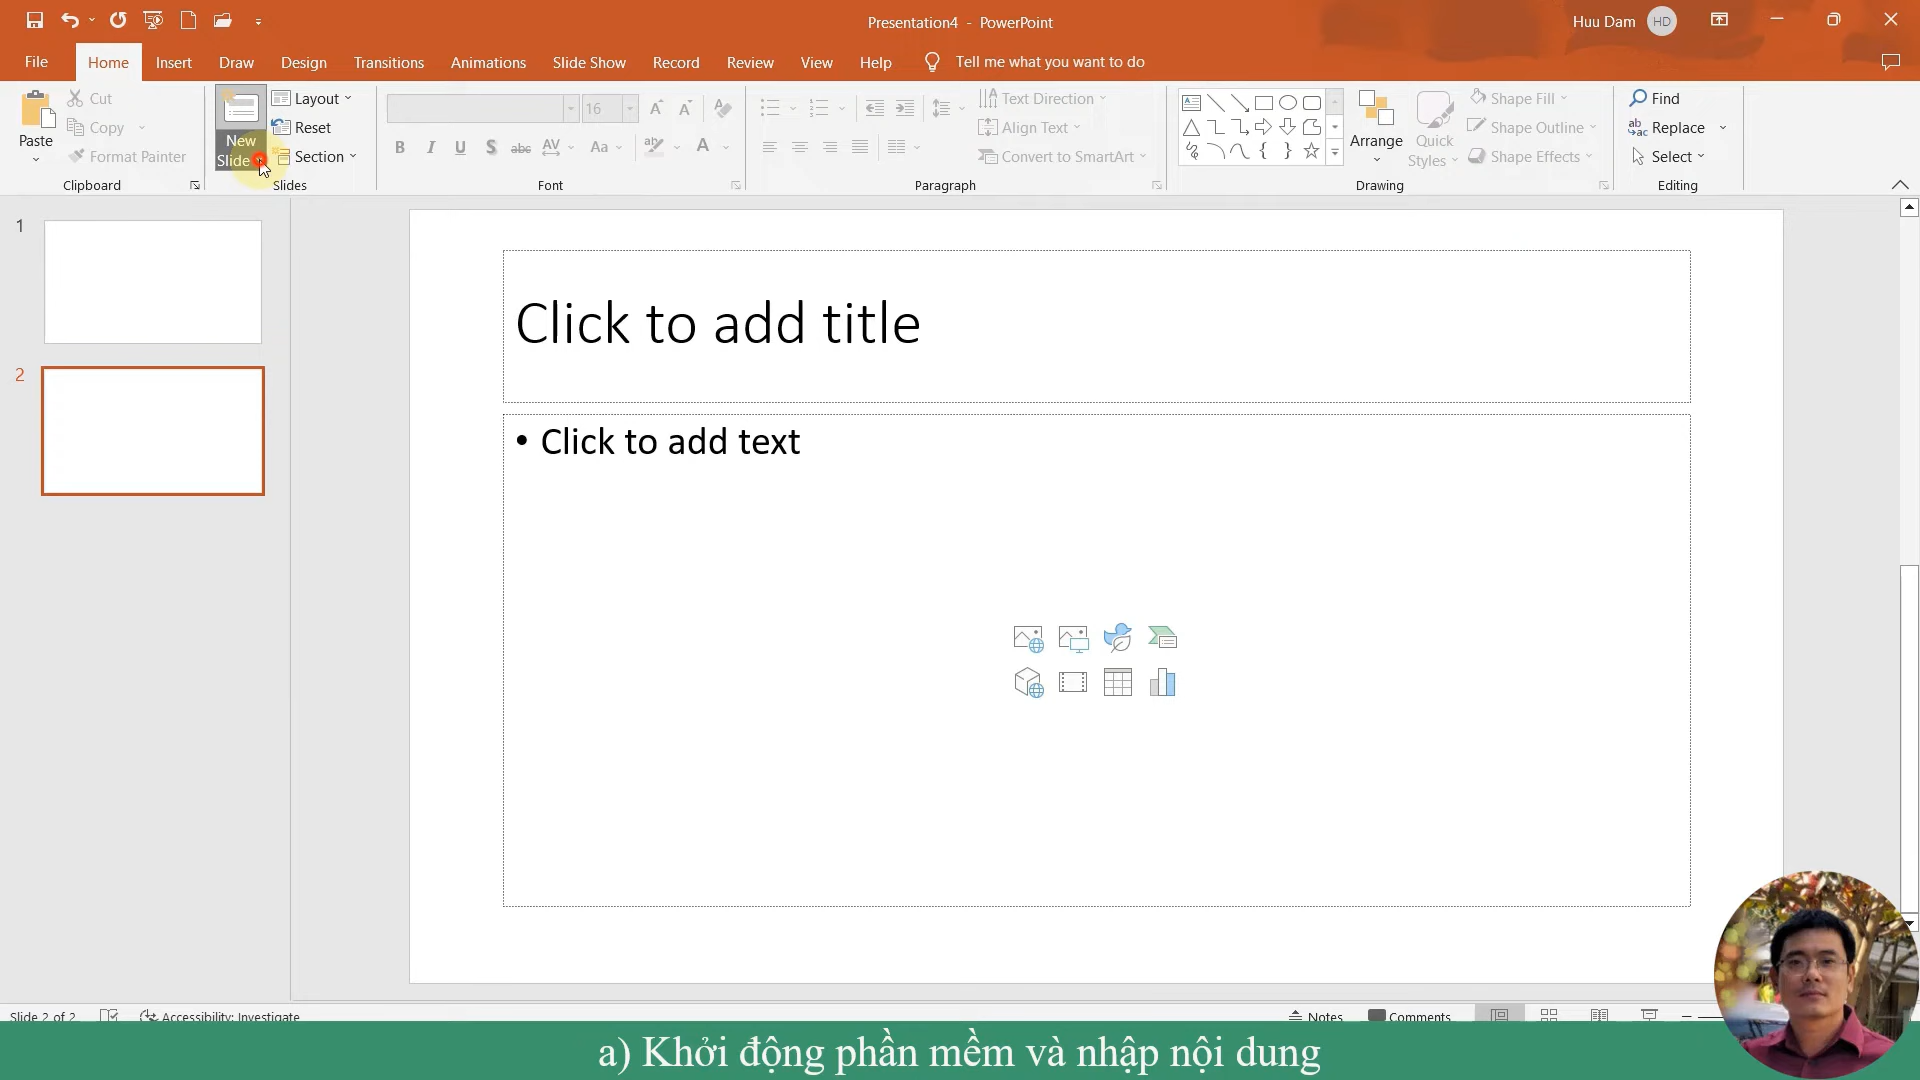 Presentation4 - PowerPoint
Huu Dam
HD
File
Home
Insert
Draw
Design
Transitions
Animations
Slide Show
Record
Review
View
Help
Tell me what you want to do
Paste
Cut
Copy
Format Painter
Clipboard
New
Slide
Layout
Reset
Section
Slides
16
B
I
U
S
abc
AV
Aa
A
Font
Text Direction
Align Text
Convert to SmartArt
Paragraph
Arrange
Quick
Styles
Shape Fill
Shape Outline
Shape Effects
Drawing
Find
Replace
Select
Editing
1
2
Click to add title
• Click to add text
Slide 2 of 2
Accessibility: Investigate
Notes
Comments
a) Khởi động phần mềm và nhập nội dung